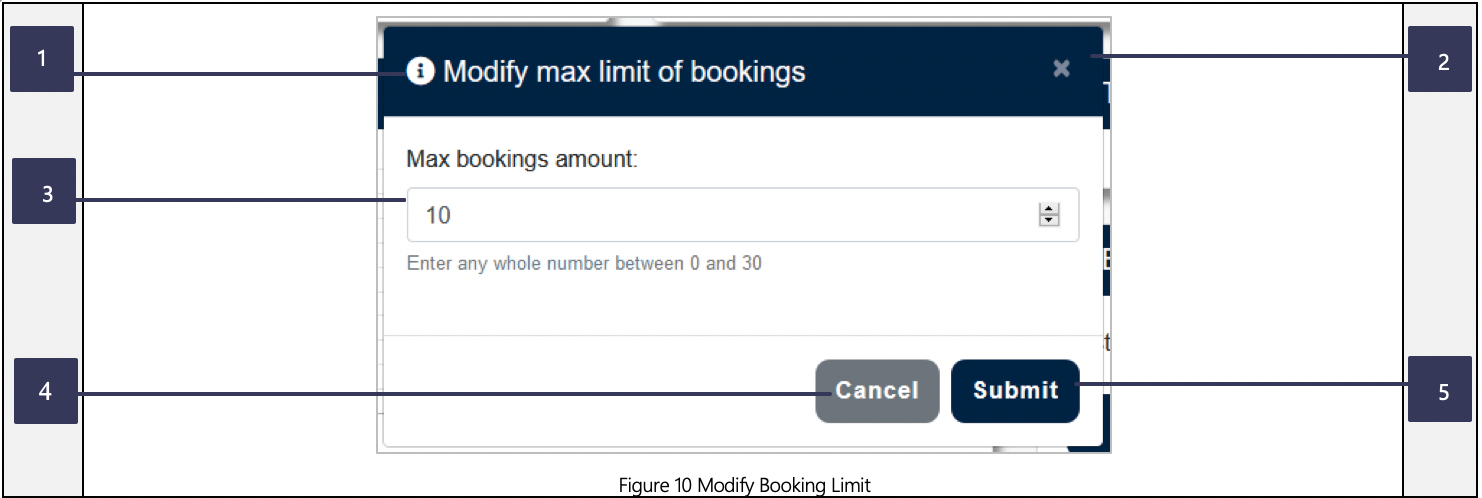 1
Modify max limit of bookings
2
Max bookings amount:
3
10
Enter any whole number between 0 and 30
4
Cancel
Submit
5
Figure 10 Modify Booking Limit